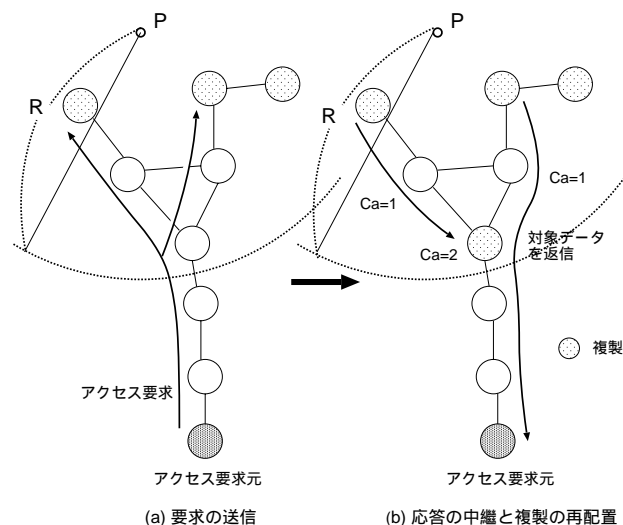 P
R
アクセス要求
アクセス要求元
(a) 要求の送信
P
R
Ca=1
Ca=1
Ca=2
対象データ
を返信
複製
アクセス要求元
(b) 応答の中継と複製の再配置